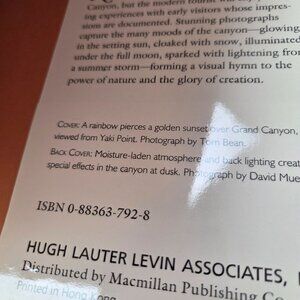 Canyon, but the modern tourist
ing experiences with early visitors whose impres-
sions are documented. Stunning photographs
capture the many moods of the canyon—glowing
in the setting sun, cloaked with snow, illuminated
under the full moon, sparked with lightening from
a summer storm—forming a visual hymn to the
power of nature and the glory of creation.
COVER: A rainbow pierces a golden sunset over Grand Canyon,
viewed from Yaki Point. Photograph by Tom Bean.
BACK COVER: Moisture-laden atmosphere and back lighting creat
special effects in the canyon at dusk. Photograph by David Mue
ISBN 0-88363-792-8
HUGH LAUTER LEVIN ASSOCIATES,
Distributed by Macmillan Publishing Co
Printed in Hong Kong